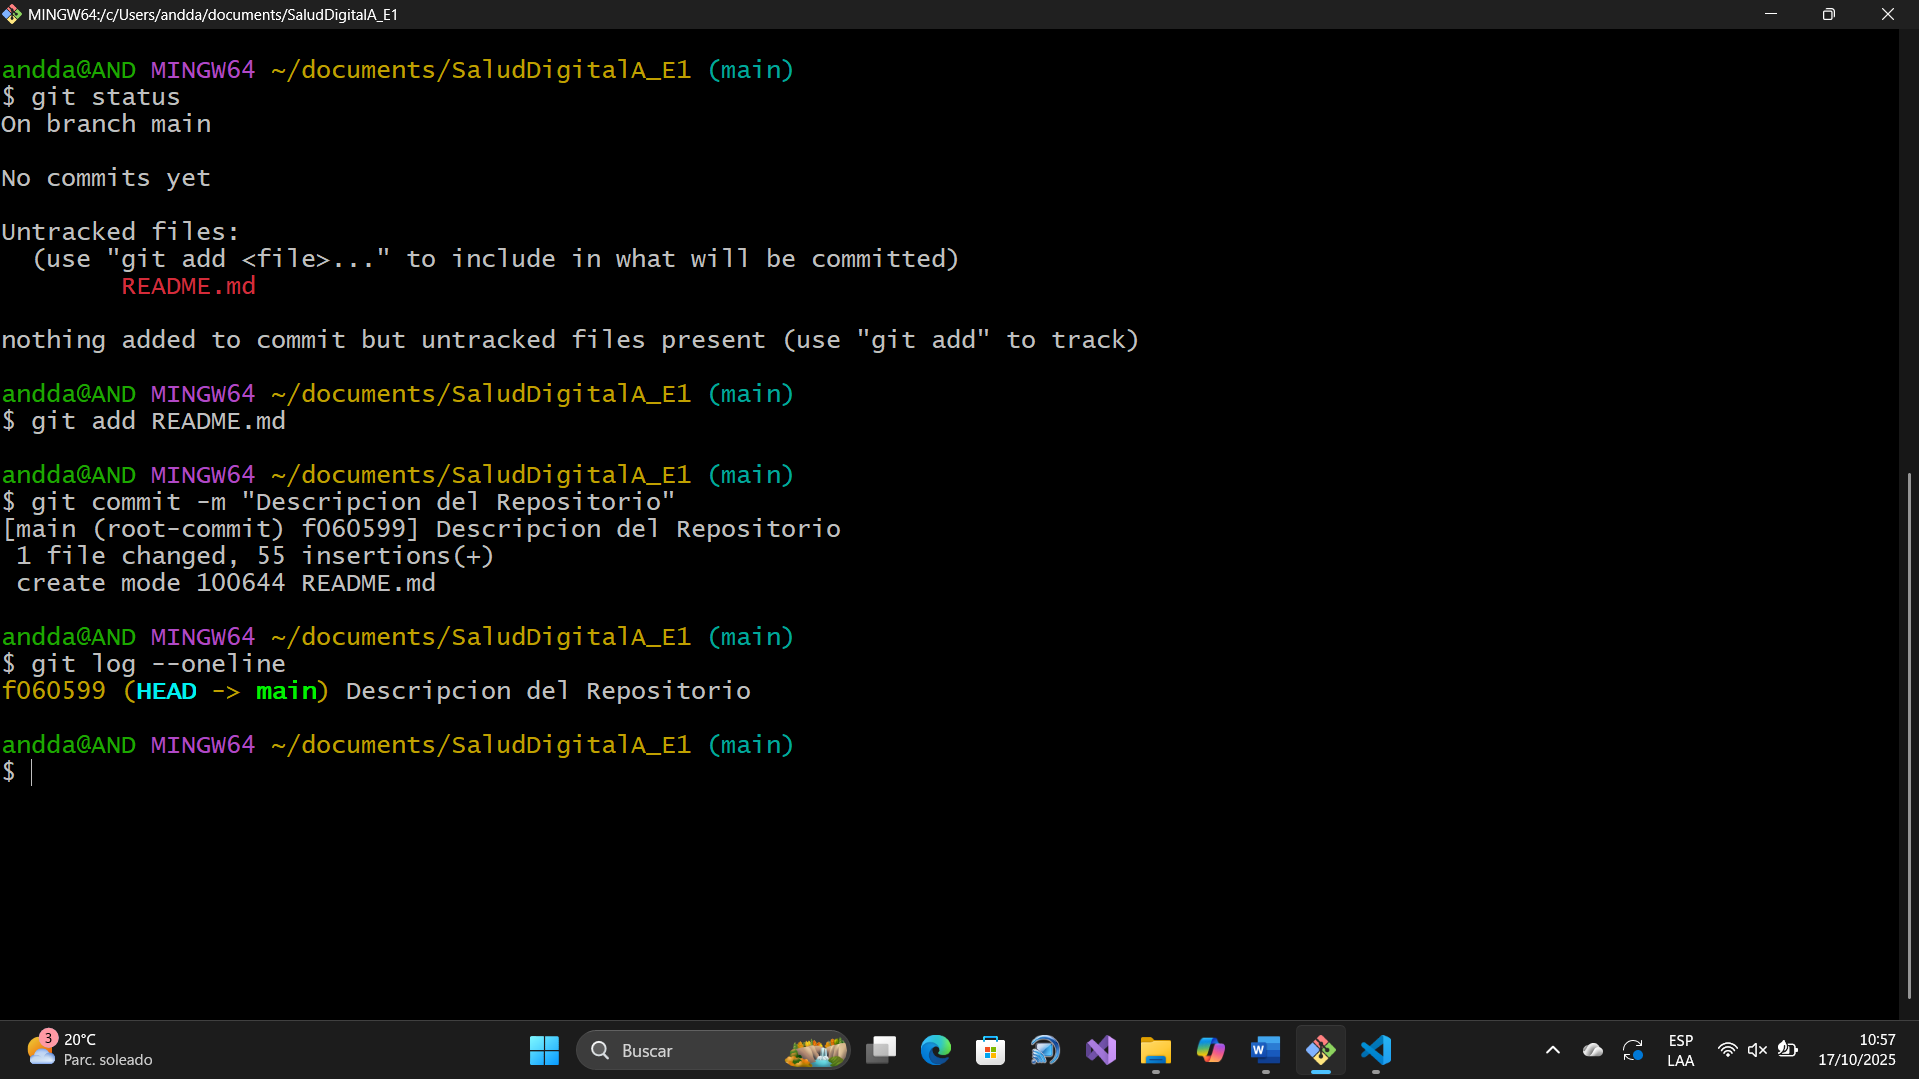 MINGW64:/c/Users/andda/documents/SaludDigitalA_E1
andda@AND MINGW64 ~/documents/SaludDigitalA_E1 (main)
$ git status
On branch main
No commits yet
Untracked files:
  (use "git add <file>..." to include in what will be committed)
        README.md
nothing added to commit but untracked files present (use "git add" to track)
andda@AND MINGW64 ~/documents/SaludDigitalA_E1 (main)
$ git add README.md
andda@AND MINGW64 ~/documents/SaludDigitalA_E1 (main)
$ git commit -m "Descripcion del Repositorio"
[main (root-commit) f060599] Descripcion del Repositorio
 1 file changed, 55 insertions(+)
 create mode 100644 README.md
andda@AND MINGW64 ~/documents/SaludDigitalA_E1 (main)
$ git log --oneline
f060599 (HEAD -> main) Descripcion del Repositorio
andda@AND MINGW64 ~/documents/SaludDigitalA_E1 (main)
$
3
20°C
Parc. soleado
Buscar
W
ESP
LAA
10:57
17/10/2025